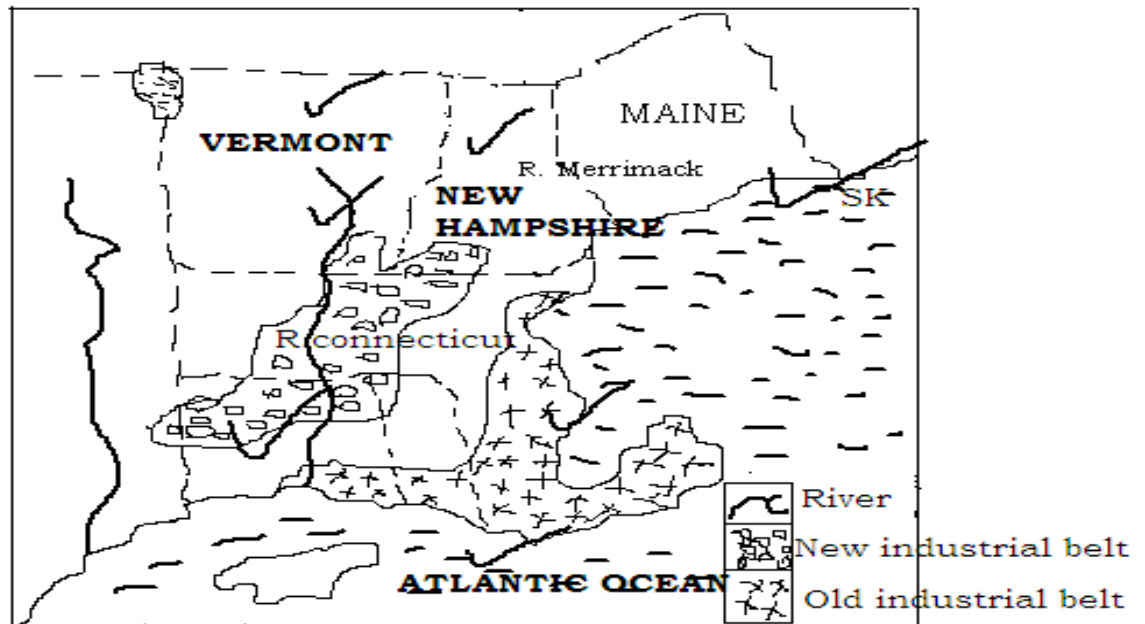 MAINE
VERMONT
R. Merrimack
NEW
HAMPSHIRE
SK
R.connecticut
River
New industrial belt
ATLANTIC OCEAN
Old industrial belt